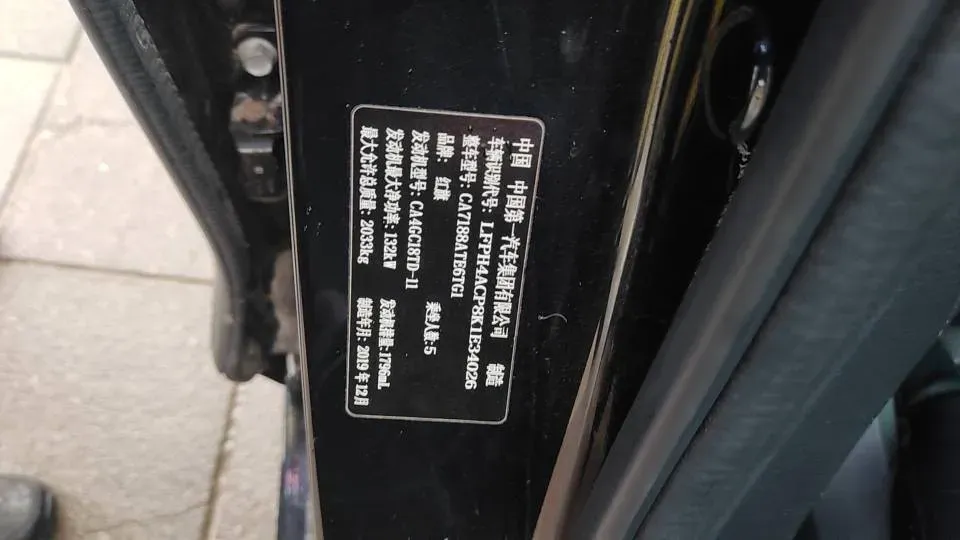 中国 中国第一汽车集团有限公司 制造
车辆识别代号: LFPH4ACP8K1E34026
整车型号: CA7188ATE6TG1
品牌: 红旗 乘坐人数:5
发动机型号: CA4GC18TD-11
发动机最大净功率: 132kW 发动机排量:1796mL
最大允许总质量: 2033kg 制造年月: 2019年12月